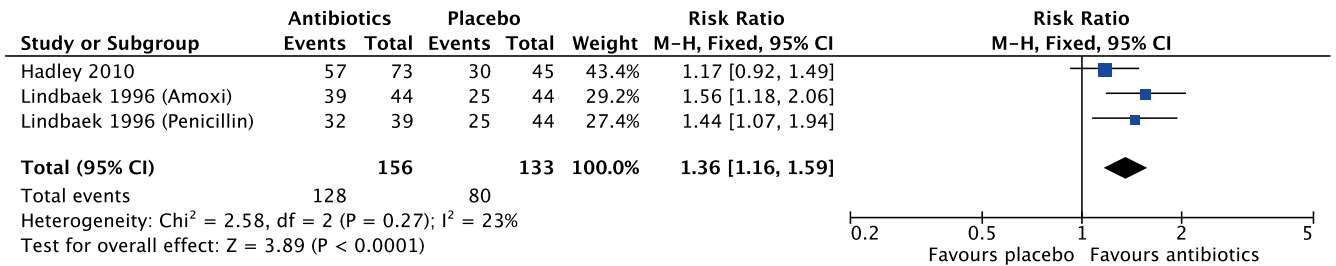 Antibiotics Placebo Risk Ratio Risk Ratio
Study or Subgroup Events Total Events Total Weight M-H, Fixed, 95% CI M-H, Fixed, 95% CI
Hadley 2010 57 73 30 45 43.4% 1.17 [0.92, 1.49]
Lindbaek 1996 (Amoxi) 39 44 25 44 29.2% 1.56 [1.18, 2.06]
Lindbaek 1996 (Penicillin) 32 39 25 44 27.4% 1.44 [1.07, 1.94]
Total (95% CI) 156 133 100.0% 1.36 [1.16, 1.59]
Total events 128 80
Heterogeneity: Chi² = 2.58, df = 2 (P = 0.27); I² = 23%
Test for overall effect: Z = 3.89 (P < 0.0001)
0.2 0.5 1 2 5
Favours placebo Favours antibiotics